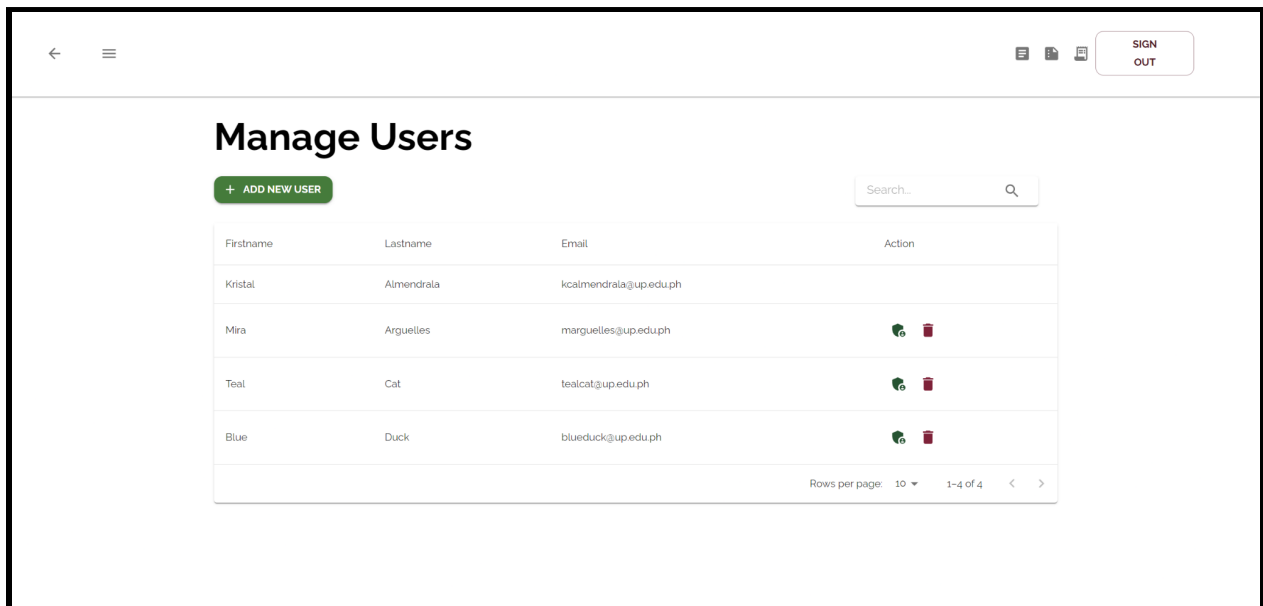 SIGN
OUT
Manage Users
+ ADD NEW USER
Search...
Firstname Lastname Email Action
Kristal Almendrala kcalmendrala@up.edu.ph
Mira Arguelles marguelles@up.edu.ph
Teal Cat tealcat@up.edu.ph
Blue Duck blueduck@up.edu.ph
Rows per page: 10 1-4 of 4